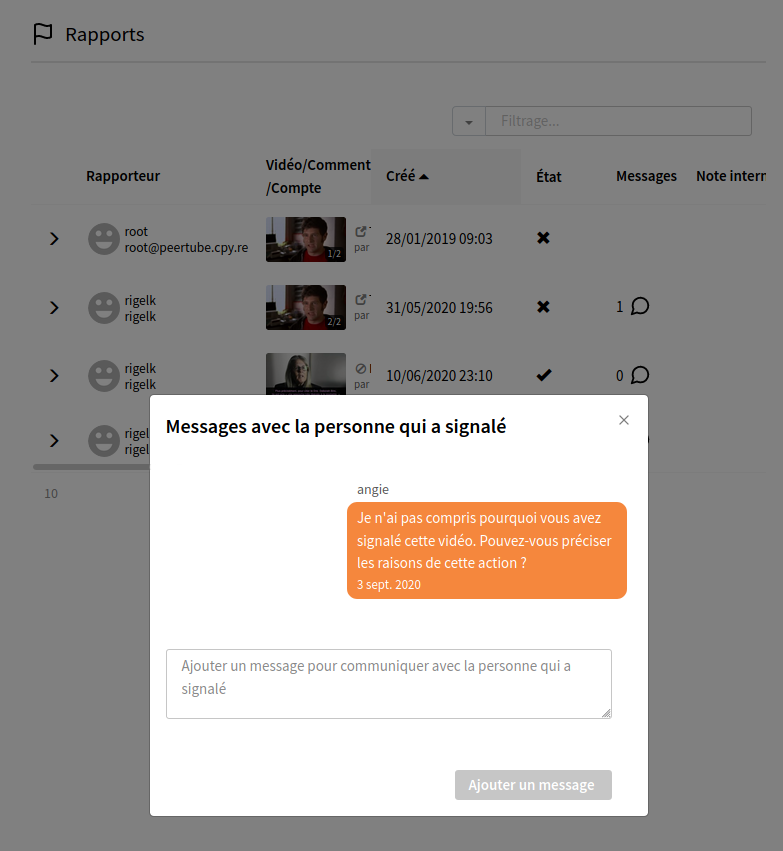 Rapports
Filtrage...
Rapporteur
Vidéo/Comment
/Compte
Créé
État
Messages
Note intern
root
root@peertube.cpy.re
1/2
par
28/01/2019 09:03
rigelk
rigelk
2/2
par
31/05/2020 19:56
1
rigelk
rigelk
par
10/06/2020 23:10
0
rigel
rigel
10
Messages avec la personne qui a signalé
angie
Je n'ai pas compris pourquoi vous avez
signalé cette vidéo. Pouvez-vous préciser
les raisons de cette action ?
3 sept. 2020
Ajouter un message pour communiquer avec la personne qui a
signalé
Ajouter un message